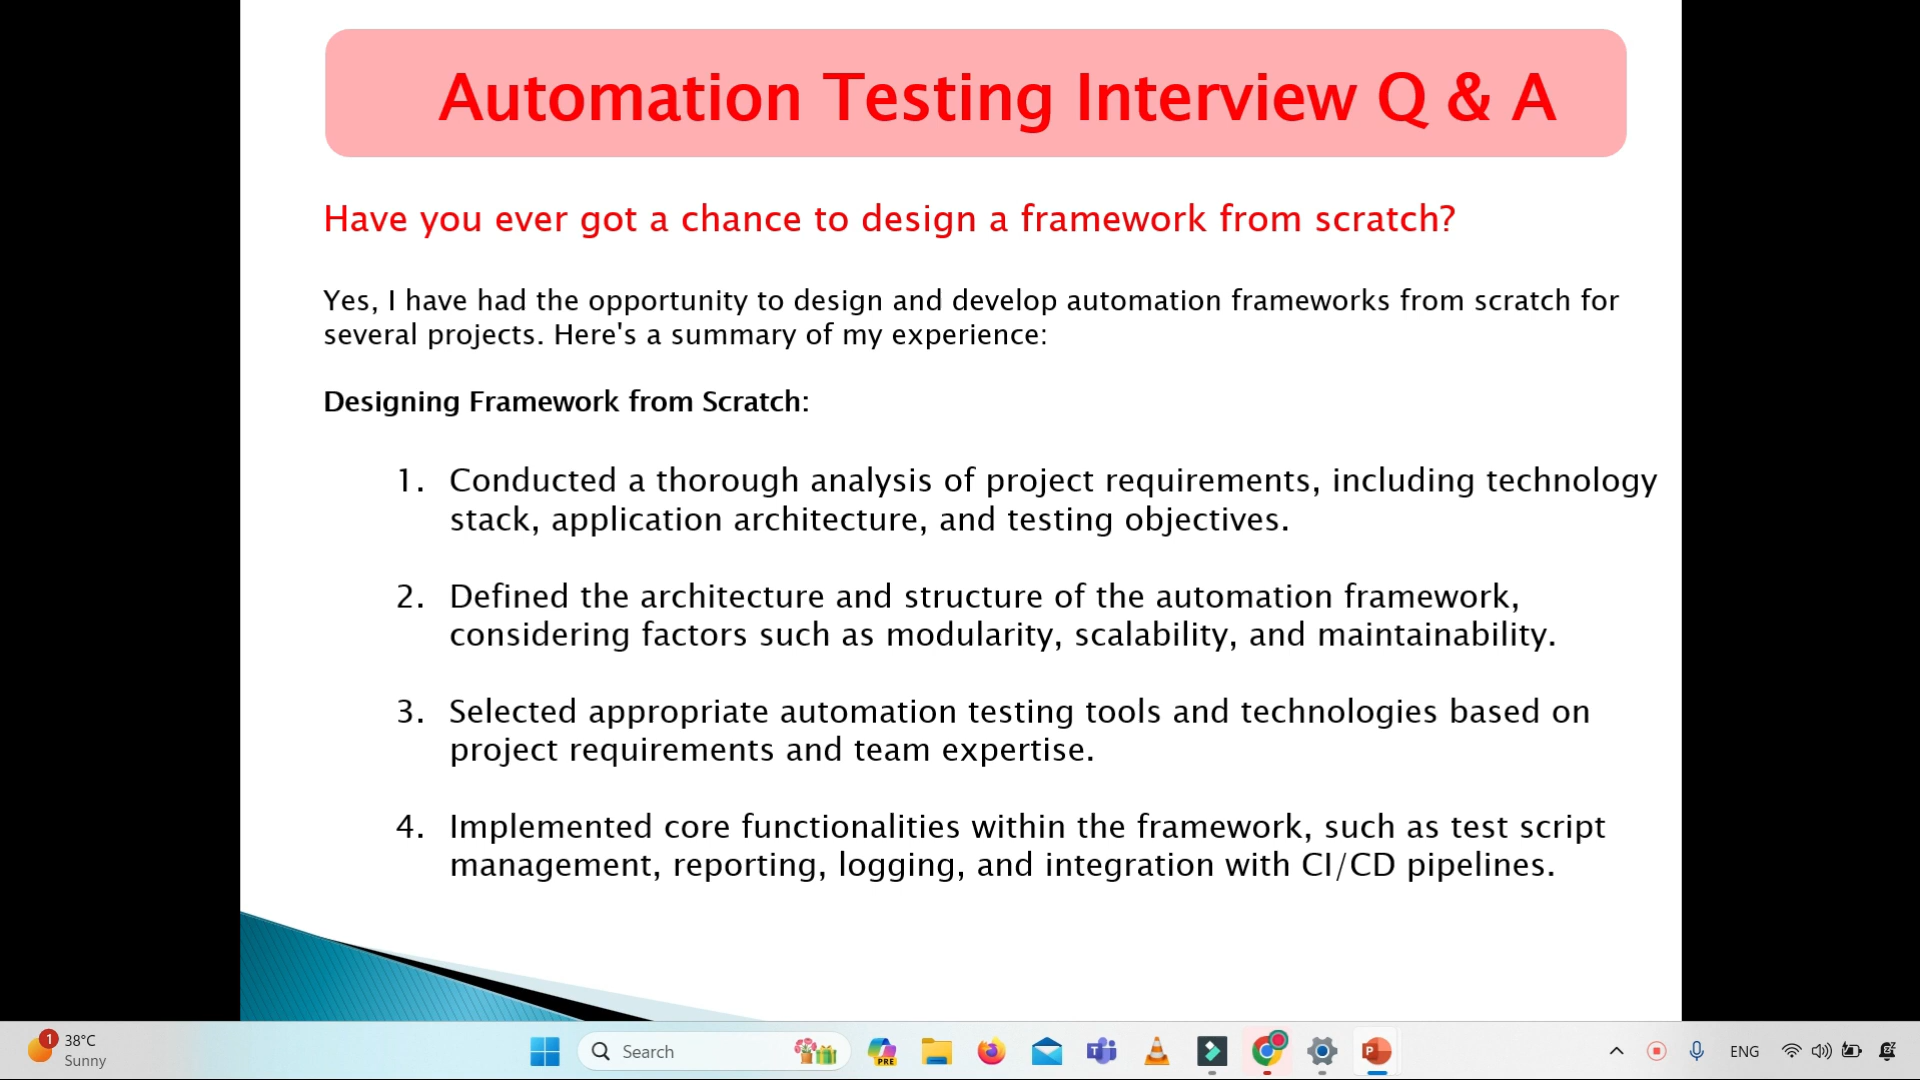 Automation Testing Interview Q & A
Have you ever got a chance to design a framework from scratch?
Yes, I have had the opportunity to design and develop automation frameworks from scratch for
several projects. Here's a summary of my experience:
Designing Framework from Scratch:
1. Conducted a thorough analysis of project requirements, including technology
stack, application architecture, and testing objectives.
2. Defined the architecture and structure of the automation framework,
considering factors such as modularity, scalability, and maintainability.
3. Selected appropriate automation testing tools and technologies based on
project requirements and team expertise.
4. Implemented core functionalities within the framework, such as test script
management, reporting, logging, and integration with CI/CD pipelines.
1
38°C
Sunny
Search
PRE
ENG